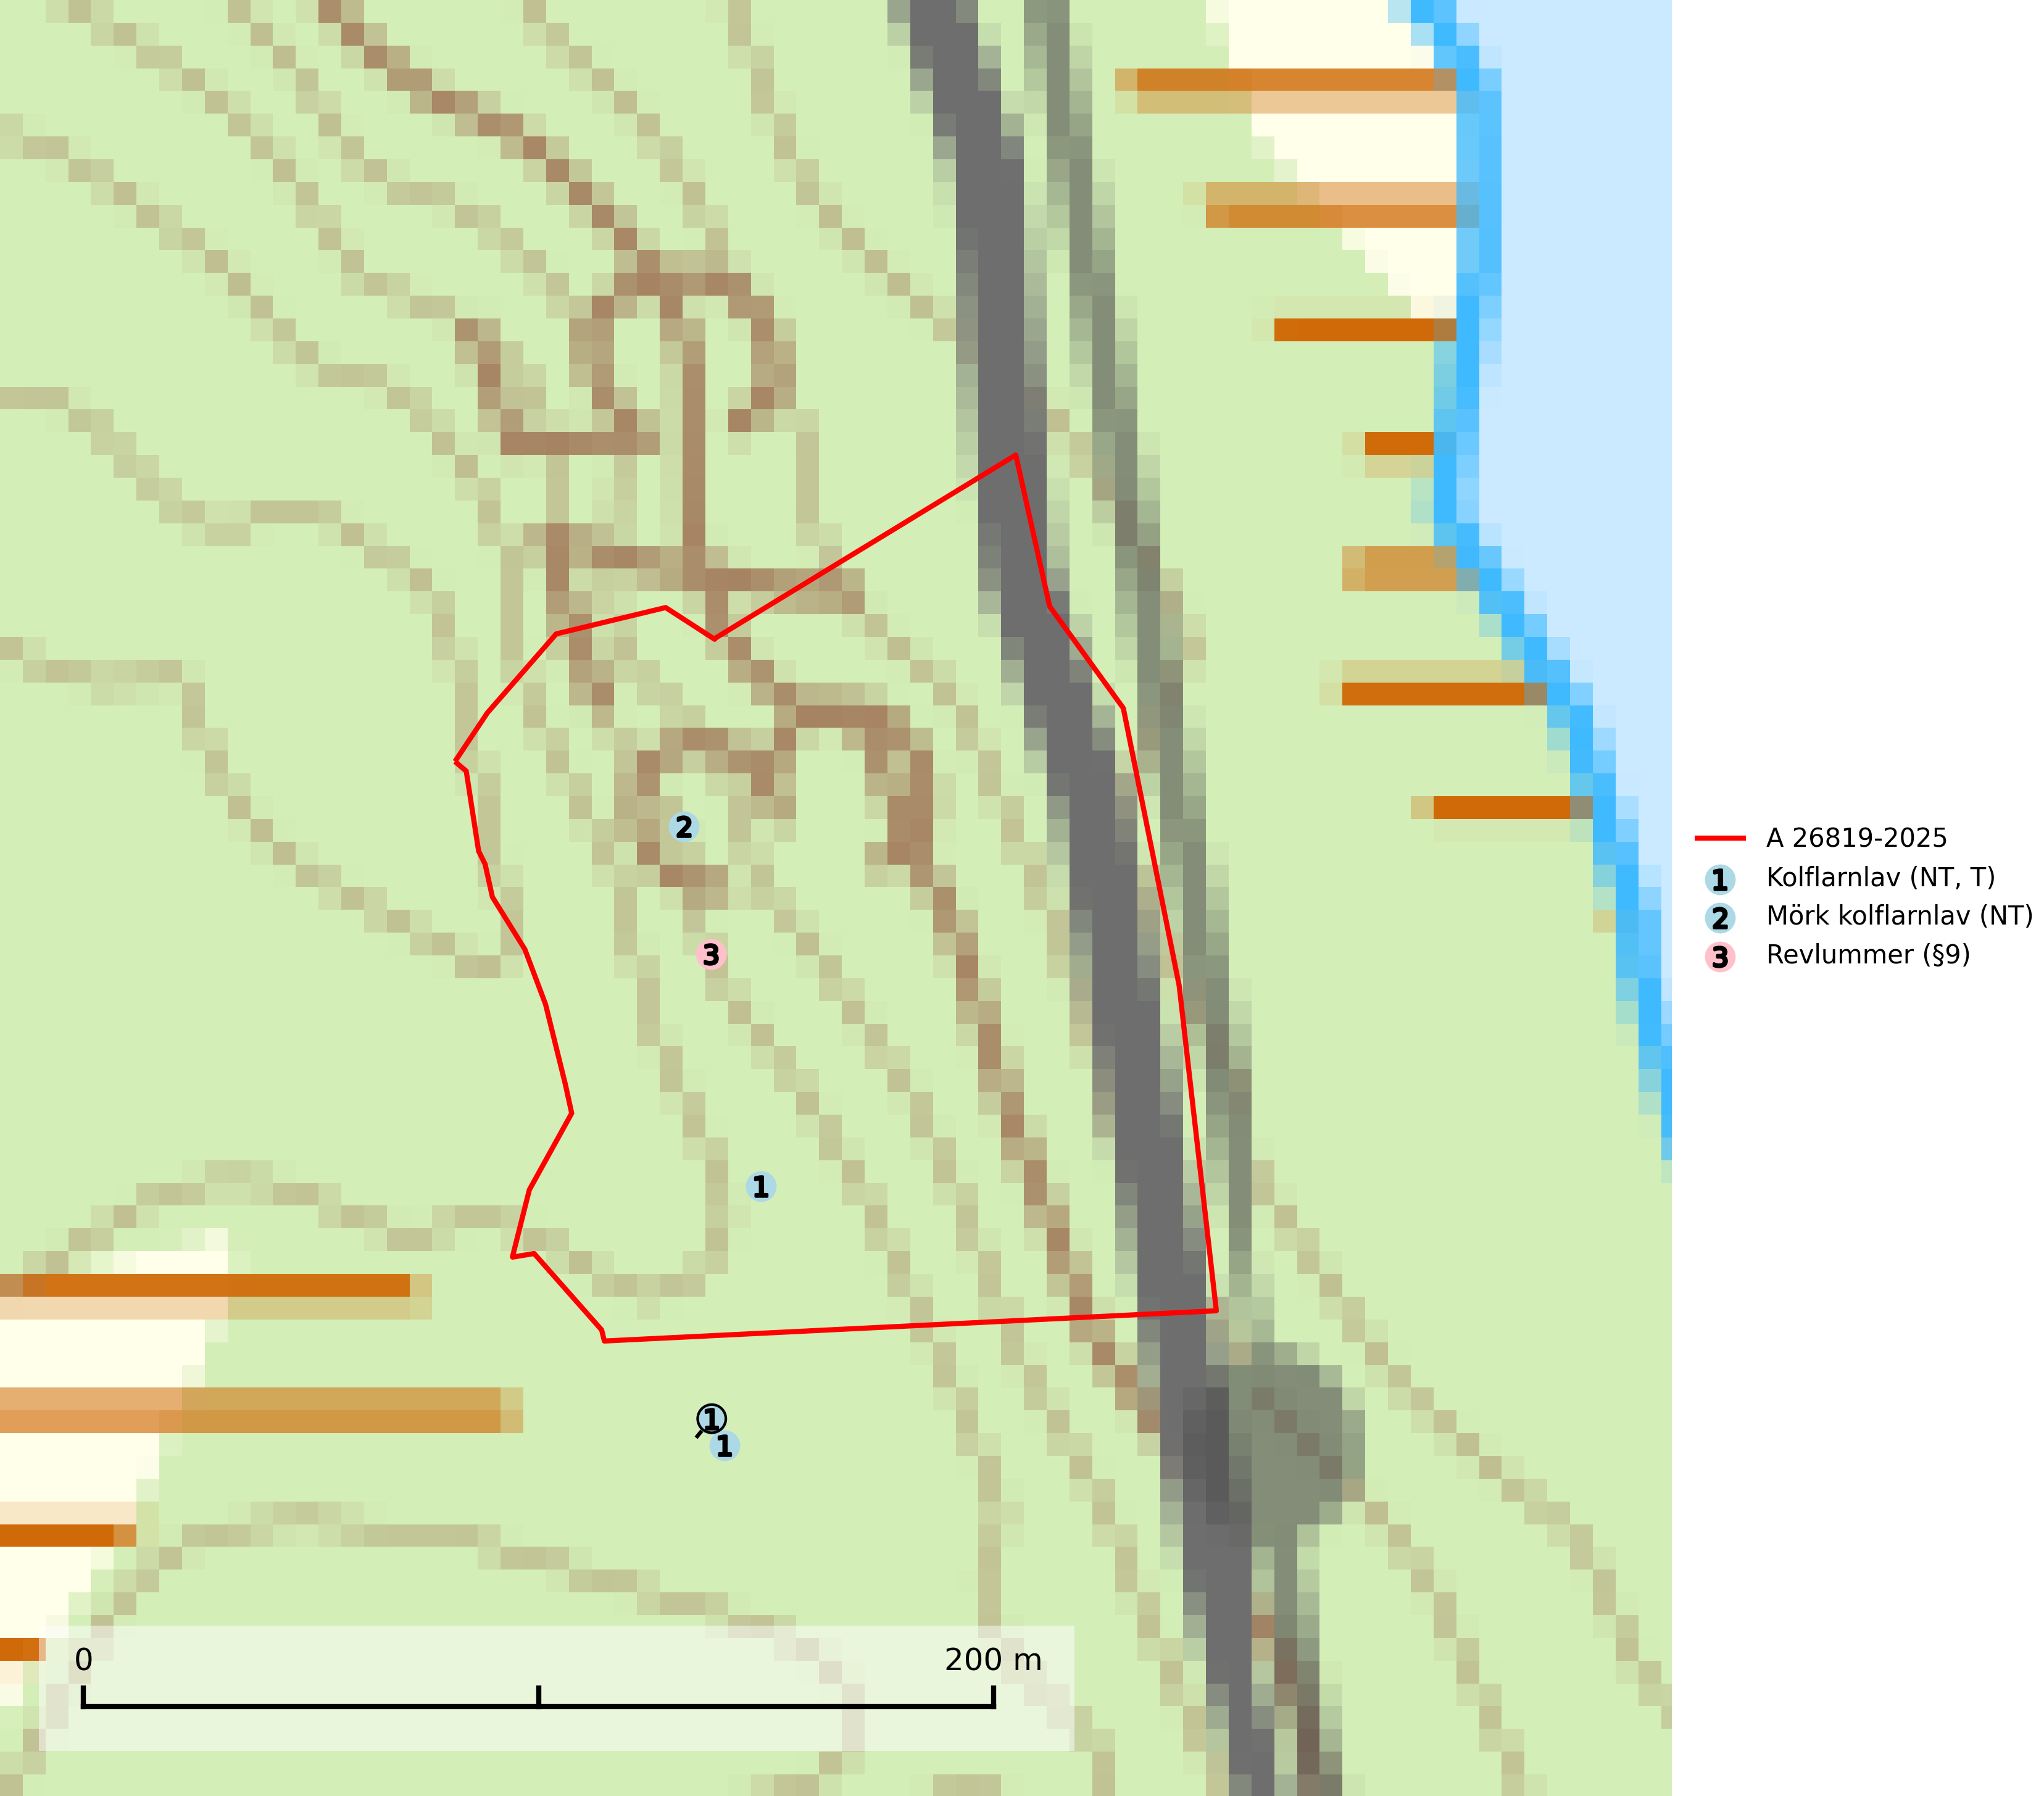 2
3
1
1
1
0
200 m
A 26819-2025
1 Kolflarnlav (NT, T)
2 Mörk kolflarnlav (NT)
3 Revlummer (§9)